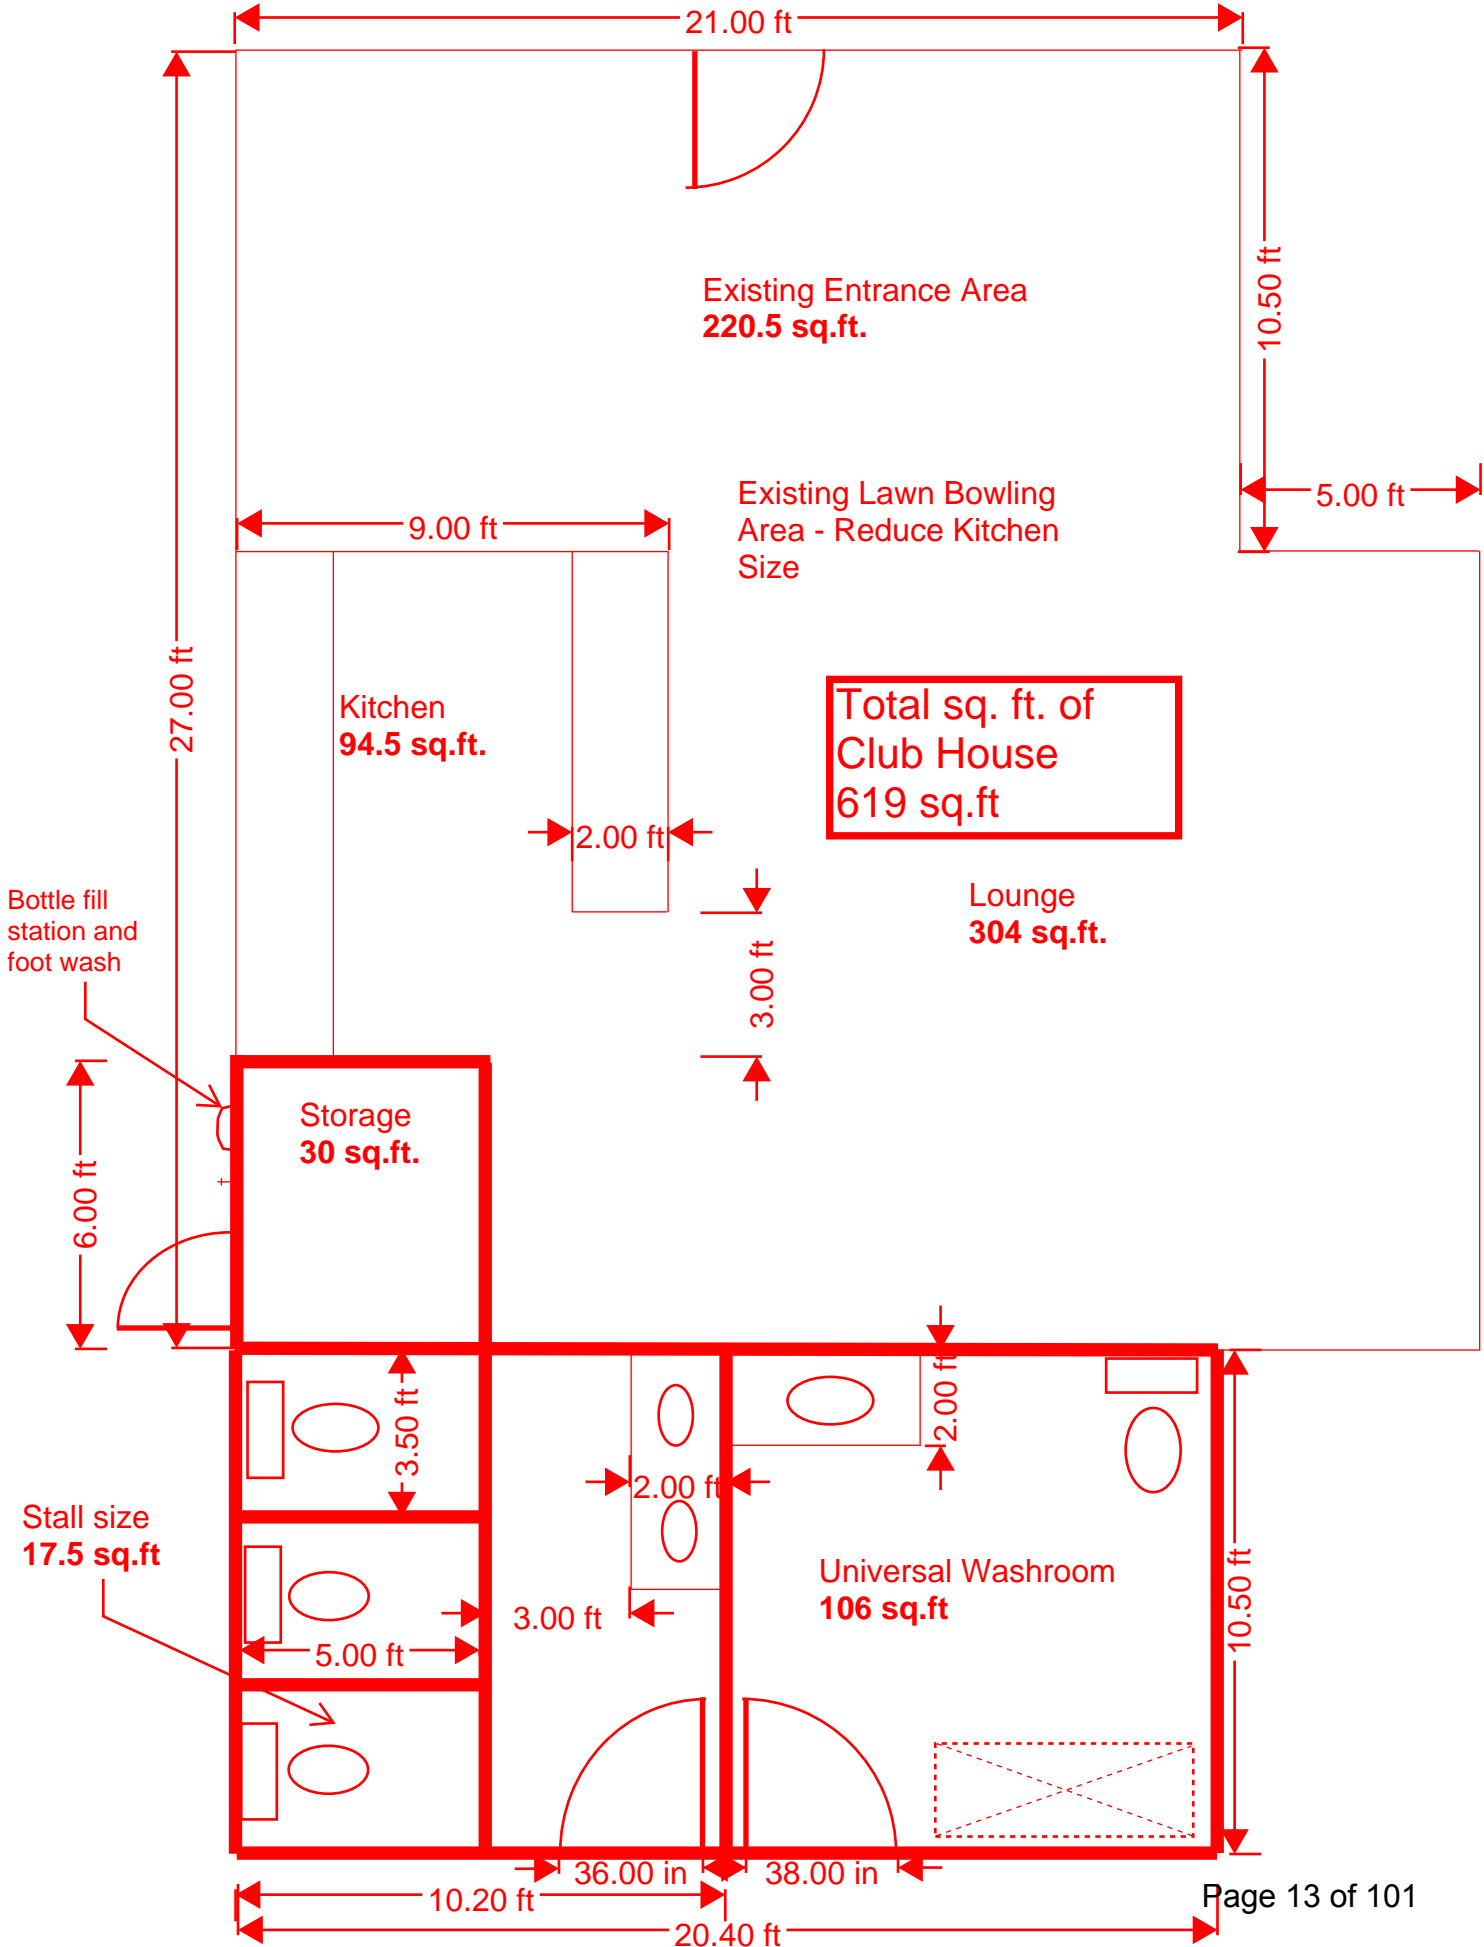 21.00 ft
10.50 ft
Existing Entrance Area
220.5 sq.ft.
5.00 ft
Existing Lawn Bowling
Area - Reduce Kitchen
Size
9.00 ft
27.00 ft
Kitchen
94.5 sq.ft.
Total sq. ft. of
Club House
619 sq.ft
2.00 ft
Lounge
304 sq.ft.
Bottle fill
station and
foot wash
3.00 ft
Storage
30 sq.ft.
6.00 ft
3.50 ft
2.00 ft
2.00 ft
Stall size
17.5 sq.ft
Universal Washroom
106 sq.ft
10.50 ft
3.00 ft
5.00 ft
36.00 in
38.00 in
10.20 ft
20.40 ft
Page 13 of 101